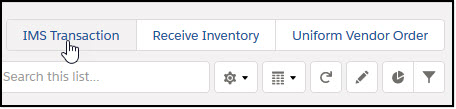 IMS Transaction Receive Inventory Uniform Vendor Order
Search this list...